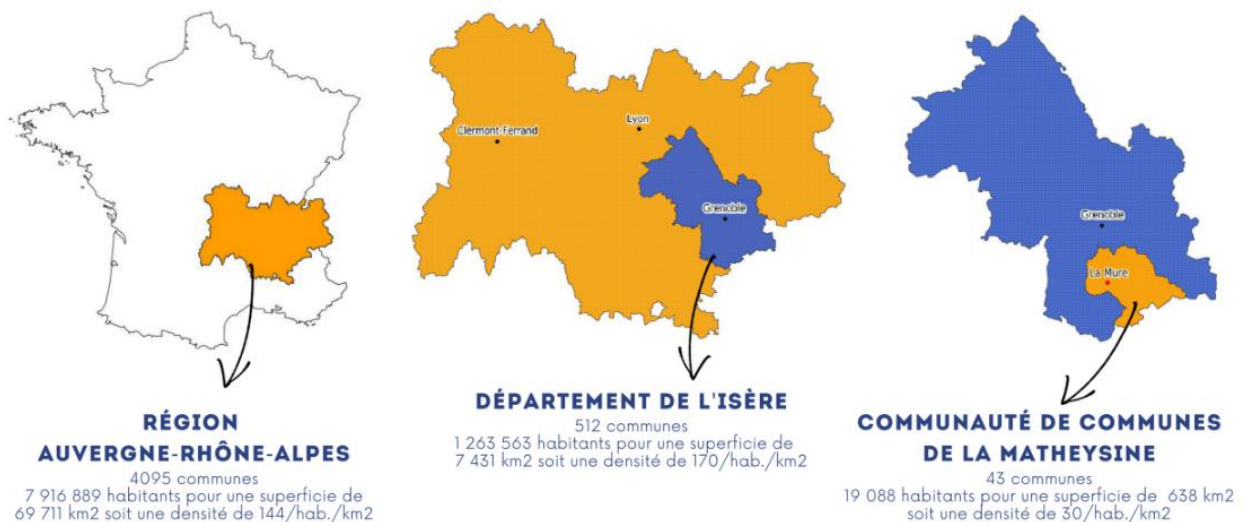 Clermont-Ferrand
Lyon
Grenoble
Grenoble
La Mure
RÉGION
AUVERGNE-RHÔNE-ALPES
4095 communes
7 916 889 habitants pour une superficie de
69 711 km2 soit une densité de 144/hab./km2
DÉPARTEMENT DE L'ISÈRE
512 communes
1 263 563 habitants pour une superficie de
7 431 km2 soit une densité de 170/hab./km2
COMMUNAUTÉ DE COMMUNES
DE LA MATHEYSINE
43 communes
19 088 habitants pour une superficie de 638 km2
soit une densité de 30/hab./km2